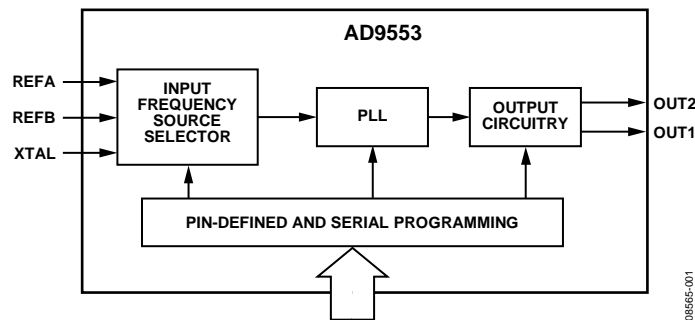 AD9553
REFA
REFB
XTAL
INPUT
FREQUENCY
SOURCE
SELECTOR
PLL
OUTPUT
CIRCUITRY
OUT2
OUT1
PIN-DEFINED AND SERIAL PROGRAMMING
08565-001